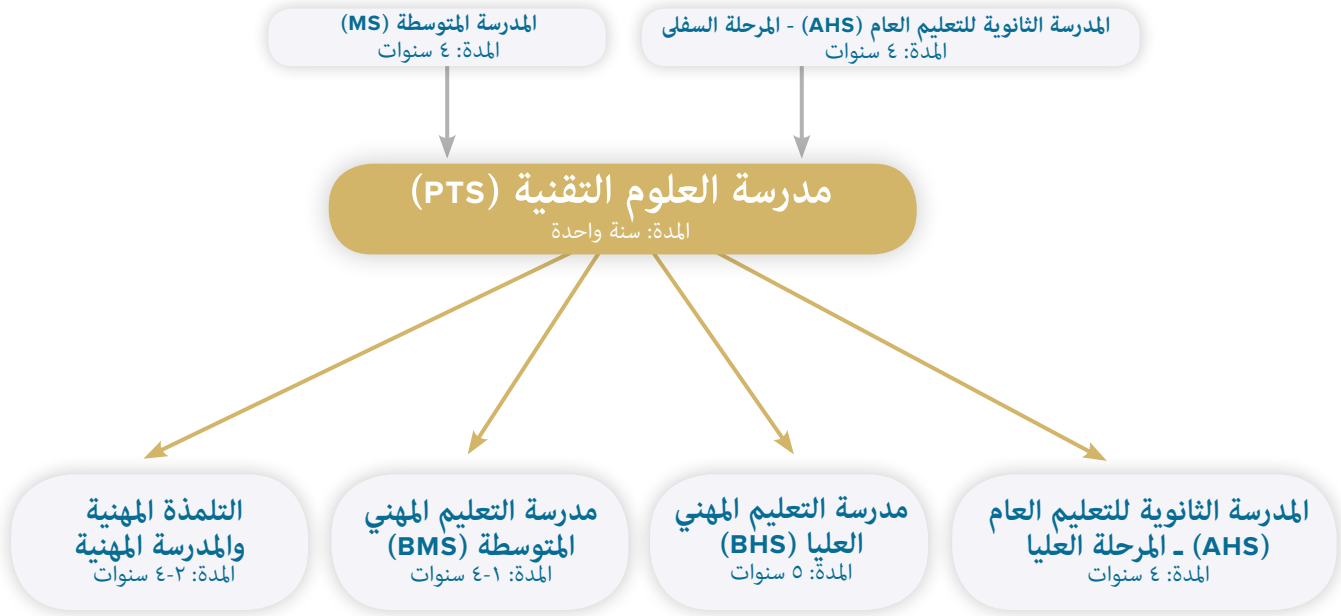 المدرسة الثانوية للتعليم العام (AHS) - المرحلة السفلى
المدة: ٤ سنوات
المدرسة المتوسطة (MS)
المدة: ٤ سنوات
مدرسة العلوم التقنية (PTS)
المدة: سنة واحدة
المدرسة الثانوية للتعليم العام
(AHS) ـ المرحلة العليا
المدة: ٤ سنوات
مدرسة التعليم المهني
العليا (BHS)
المدة: ٥ سنوات
مدرسة التعليم المهني
المتوسطة (BMS)
المدة: ١-٤ سنوات
التلمذة المهنية
والمدرسة المهنية
المدة: ٢-٤ سنوات